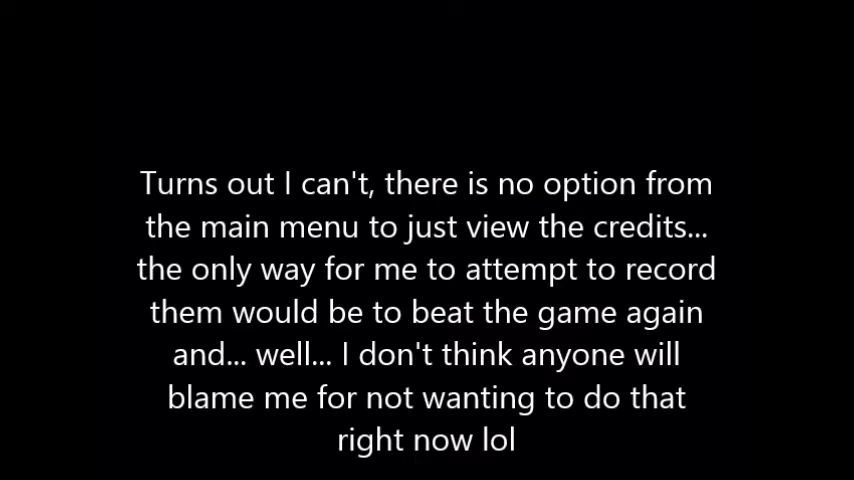 Turns out I can't, there is no option from
the main menu to just view the credits...
the only way for me to attempt to record
them would be to beat the game again
and... well... I don't think anyone will
blame me for not wanting to do that
right now lol